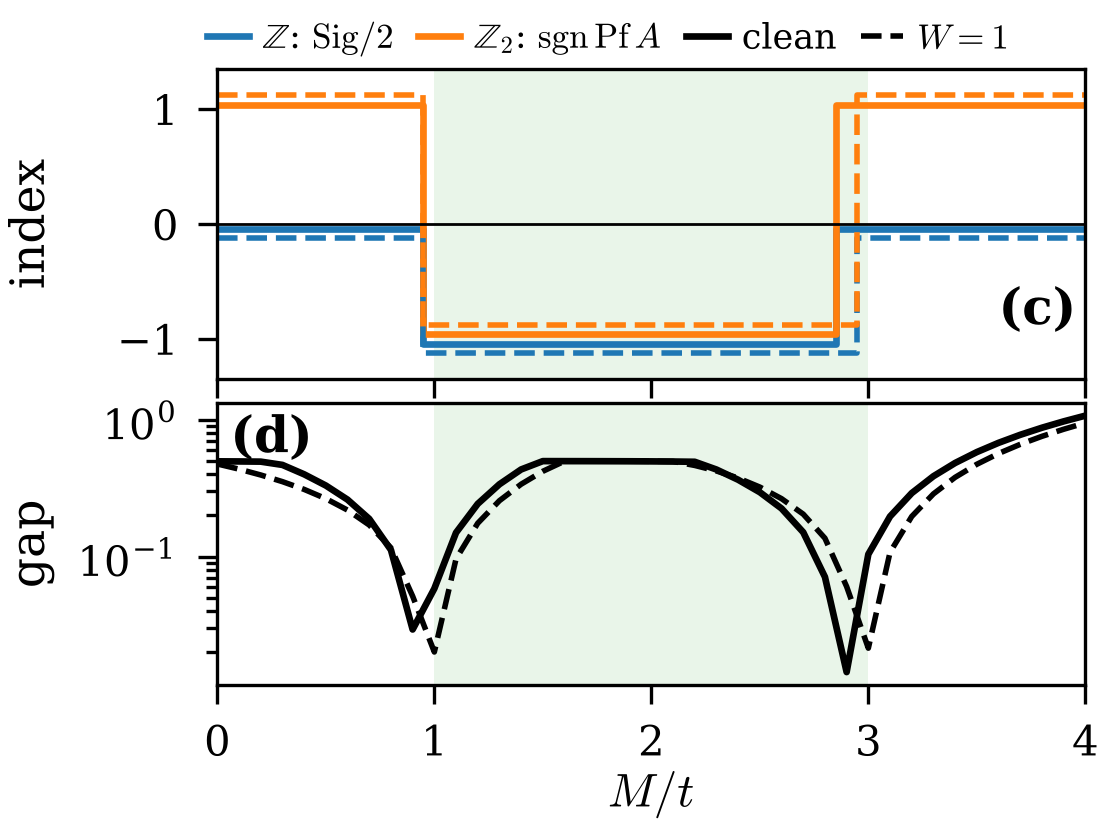 ℤ: Sig/2 ℤ₂: sgn Pf A clean W = 1
1
0
−1
index
(c)
10⁰
10⁻¹
gap
(d)
0 1 2 3 4
M/t